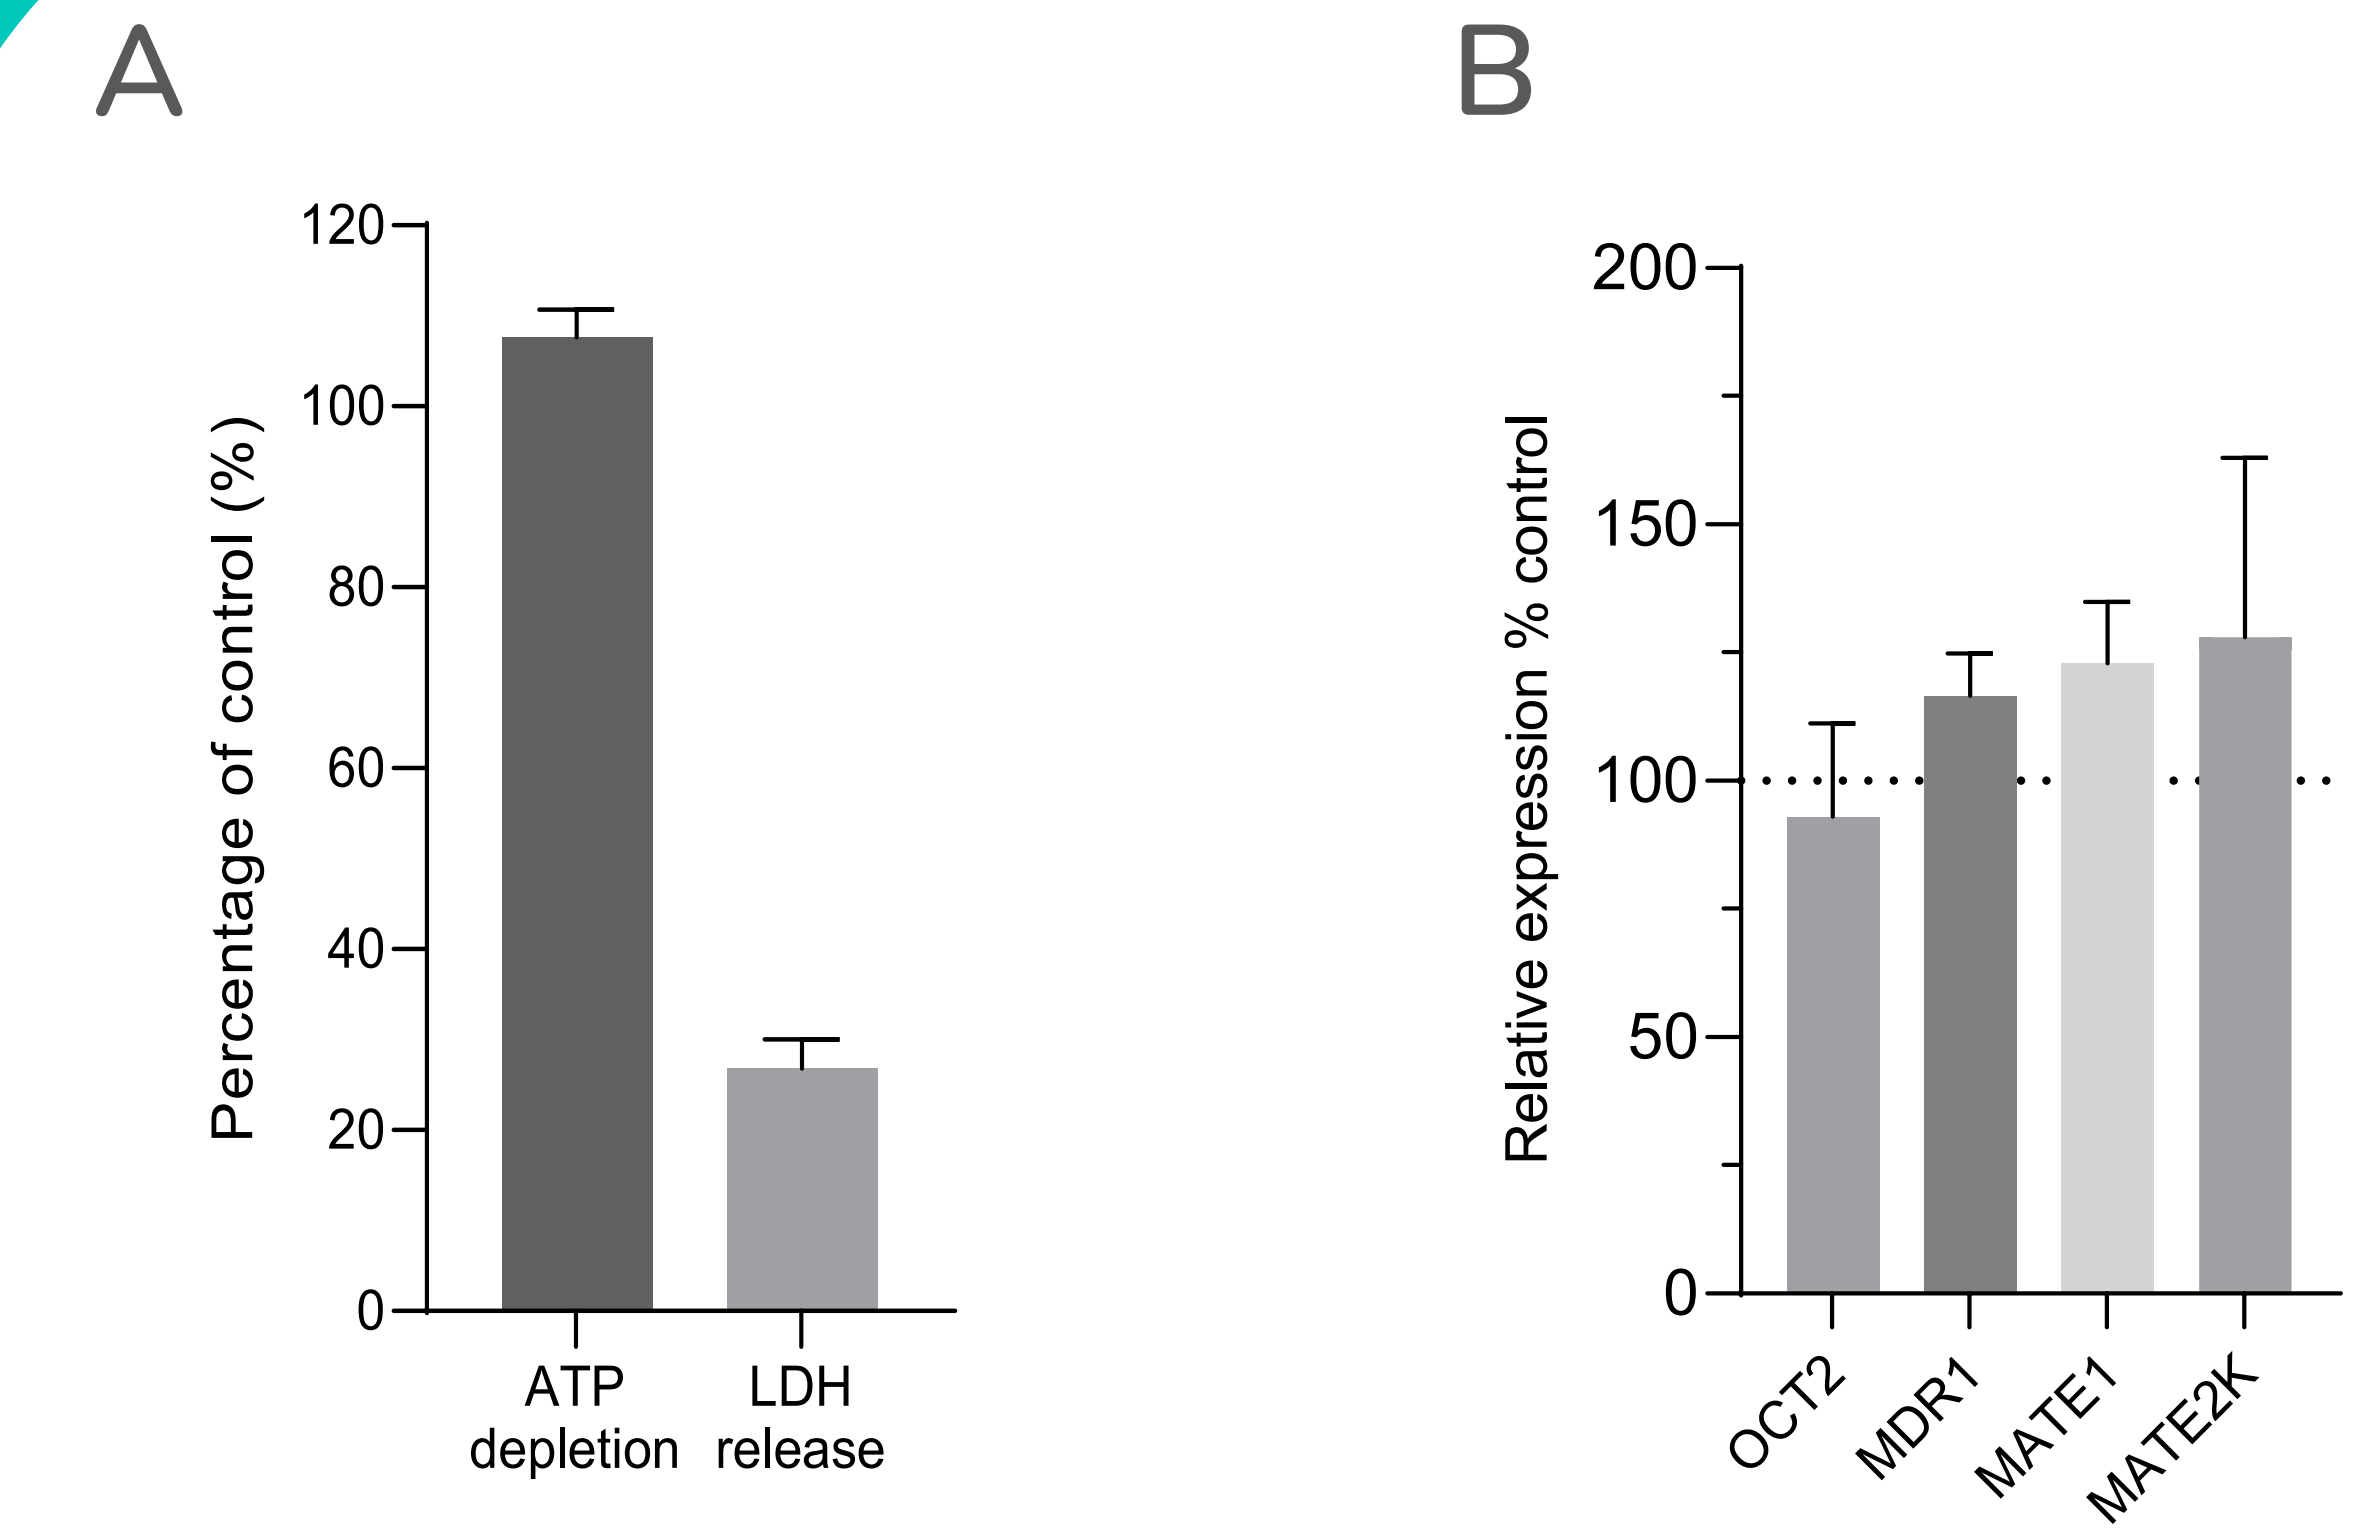 A
B
Percentage of control (%)
120
100
80
60
40
20
0
ATP
depletion
LDH
release
Relative expression % control
200
150
100
50
0
OCT2
MDR1
MATE1
MATE2K